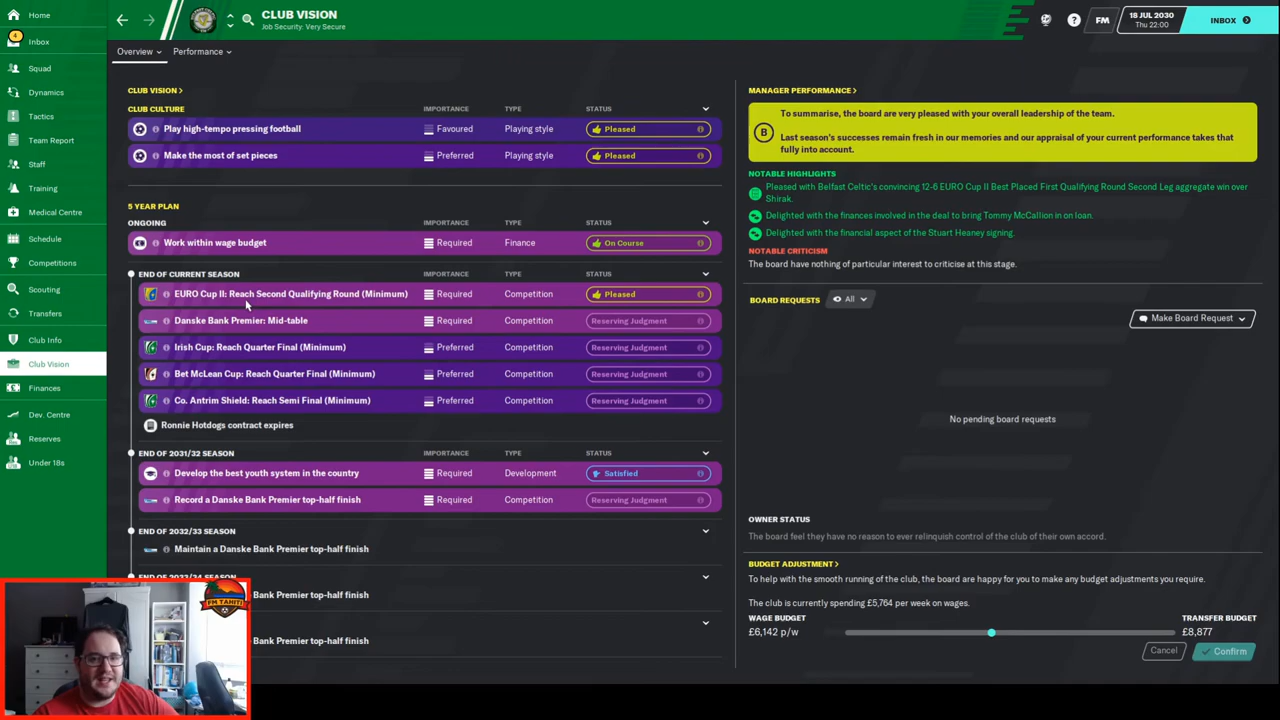 Home
CLUB VISION
Job Security: Very Secure
FM
18 JUL 2030
Thu 22:00
INBOX
4
Inbox
Squad
Dynamics
Tactics
Team Report
Staff
Training
Medical Centre
Schedule
Competitions
Scouting
Transfers
Club Info
Club Vision
Finances
Dev. Centre
Reserves
Under 18s
Overview
Performance
CLUB VISION >
CLUB CULTURE IMPORTANCE TYPE STATUS
Play high-tempo pressing football Favoured Playing style Pleased
Make the most of set pieces Preferred Playing style Pleased
5 YEAR PLAN
ONGOING IMPORTANCE TYPE STATUS
Work within wage budget Required Finance On Course
END OF CURRENT SEASON IMPORTANCE TYPE STATUS
EURO Cup II: Reach Second Qualifying Round (Minimum) Required Competition Pleased
Danske Bank Premier: Mid-table Required Competition Reserving Judgment
Irish Cup: Reach Quarter Final (Minimum) Preferred Competition Reserving Judgment
Bet McLean Cup: Reach Quarter Final (Minimum) Preferred Competition Reserving Judgment
Co. Antrim Shield: Reach Semi Final (Minimum) Preferred Competition Reserving Judgment
Ronnie Hotdogs contract expires
END OF 2031/32 SEASON IMPORTANCE TYPE STATUS
Develop the best youth system in the country Required Development Satisfied
Record a Danske Bank Premier top-half finish Required Competition Reserving Judgment
END OF 2032/33 SEASON
Maintain a Danske Bank Premier top-half finish
END OF 2033/34 SEASON
Bank Premier top-half finish
Bank Premier top-half finish
FM TAHITI
MANAGER PERFORMANCE >
B
To summarise, the board are very pleased with your overall leadership of the team.
Last season's successes remain fresh in our memories and our appraisal of your current performance takes that
fully into account.
NOTABLE HIGHLIGHTS
Pleased with Belfast Celtic's convincing 12-6 EURO Cup II Best Placed First Qualifying Round Second Leg aggregate win over
Shirak.
Delighted with the finances involved in the deal to bring Tommy McCallion in on loan.
Delighted with the financial aspect of the Stuart Heaney signing.
NOTABLE CRITICISM
The board have nothing of particular interest to criticise at this stage.
BOARD REQUESTS All
Make Board Request
No pending board requests
OWNER STATUS
The board feel they have no reason to ever relinquish control of the club of their own accord.
BUDGET ADJUSTMENT >
To help with the smooth running of the club, the board are happy for you to make any budget adjustments you require.
The club is currently spending £5,764 per week on wages.
WAGE BUDGET TRANSFER BUDGET
£6,142 p/w £8,877
Cancel Confirm